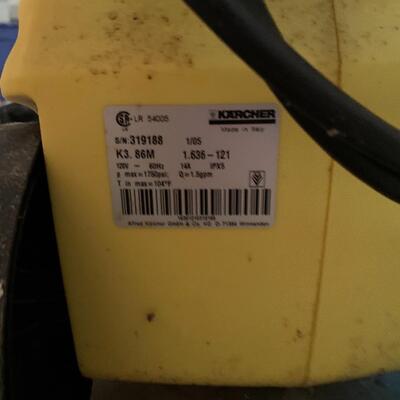 LR 54005
KÄRCHER
Made in Italy
S/N 319188 1/05
K3. 86M 1.636-121
120V ~ 60Hz 14A IPX5
p max=1750psi Q=1.5gpm
T in max=104°F
Alfred Kärcher GmbH & Co. KG D-71364 Winnenden